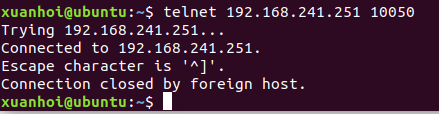 xuanhoi@ubuntu:~$ telnet 192.168.241.251 10050
Trying 192.168.241.251...
Connected to 192.168.241.251.
Escape character is '^]'.
Connection closed by foreign host.
xuanhoi@ubuntu:~$